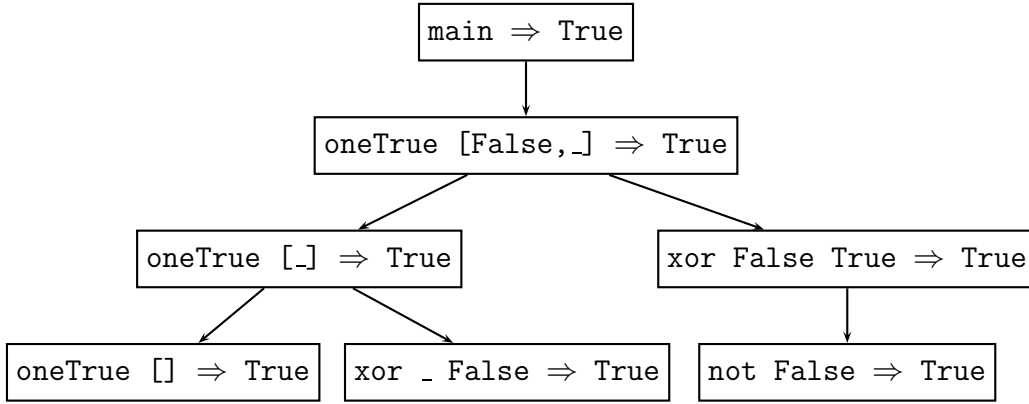 main ⇒ True
oneTrue [False,_] ⇒ True
oneTrue [_] ⇒ True
xor False True ⇒ True
oneTrue [] ⇒ True
xor _ False ⇒ True
not False ⇒ True